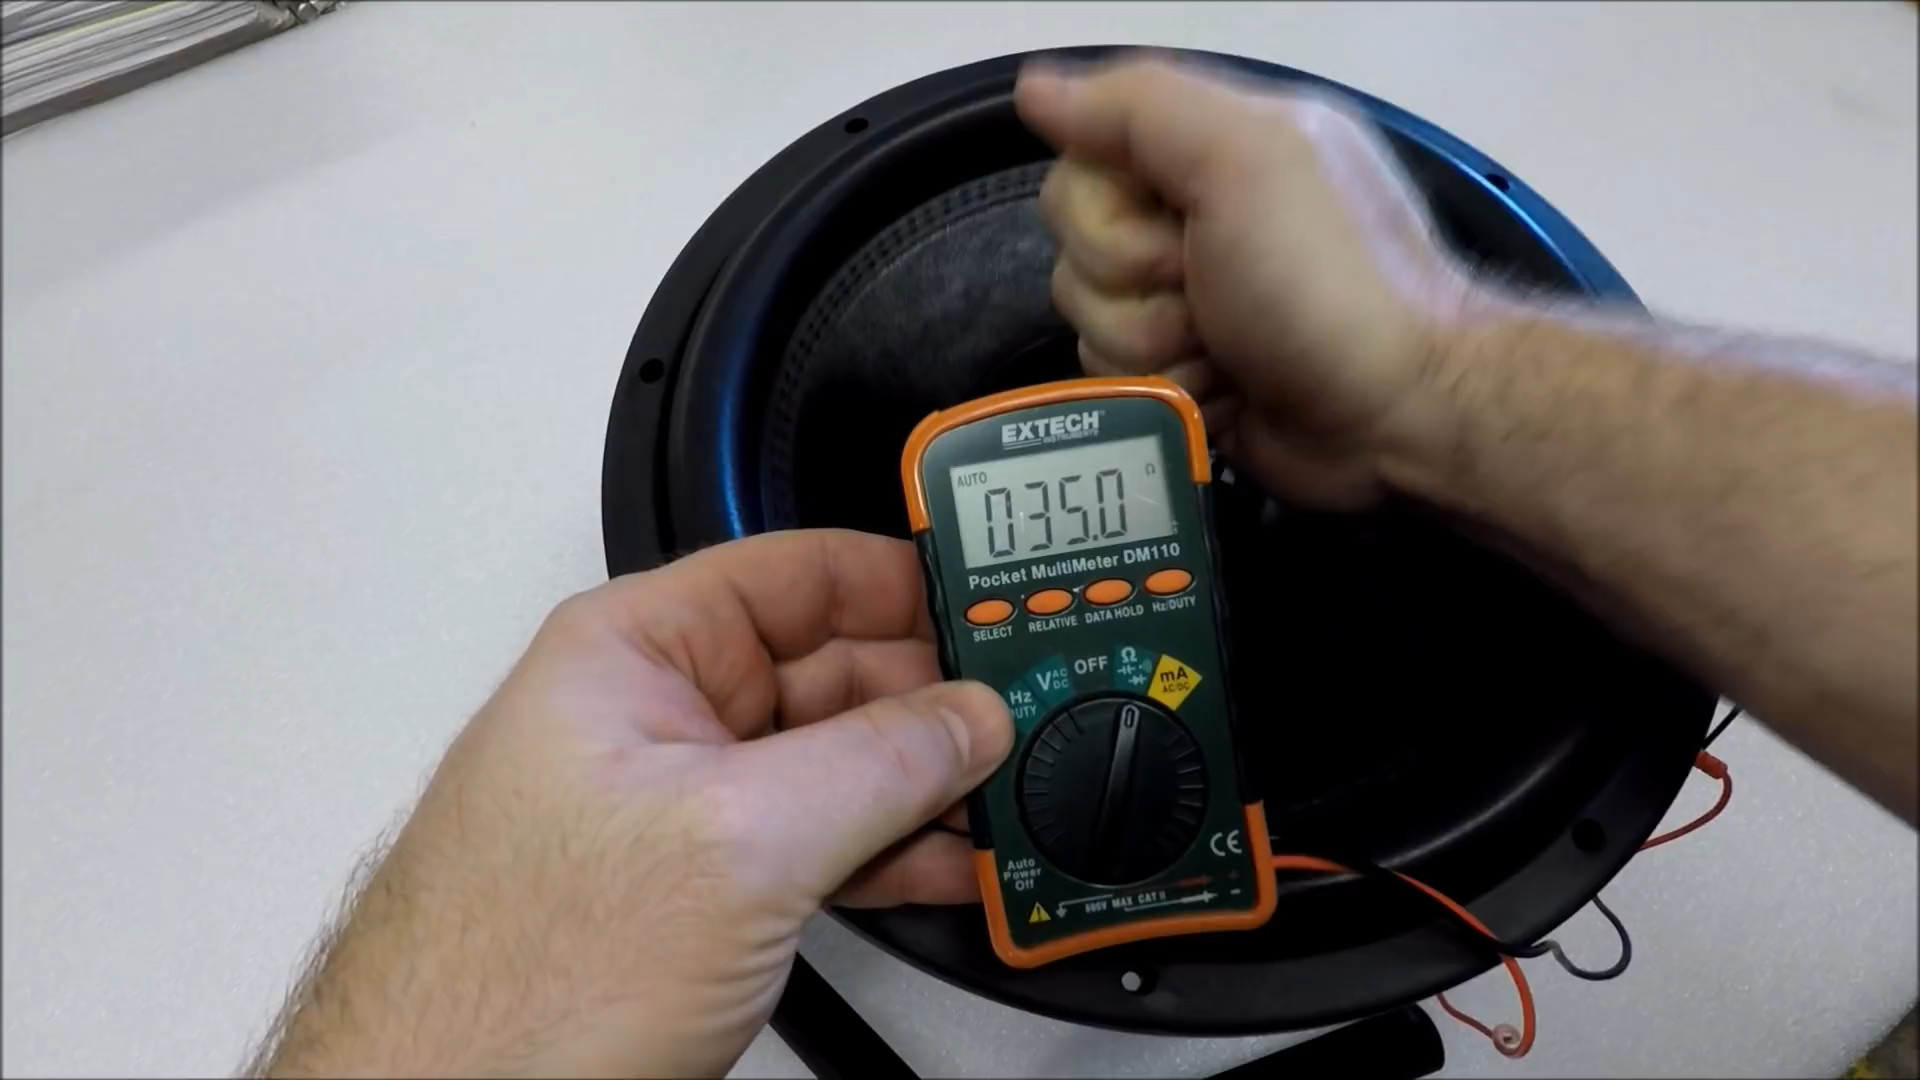 EXTECH
INSTRUMENTS
AUTO
Ω
035.0
Pocket MultiMeter DM110
SELECT RELATIVE DATA HOLD Hz/DUTY
OFF
Hz
DUTY
V AC DC
Ω
mA
AC/DC
CE
Auto
Power
Off
600V MAX CAT II